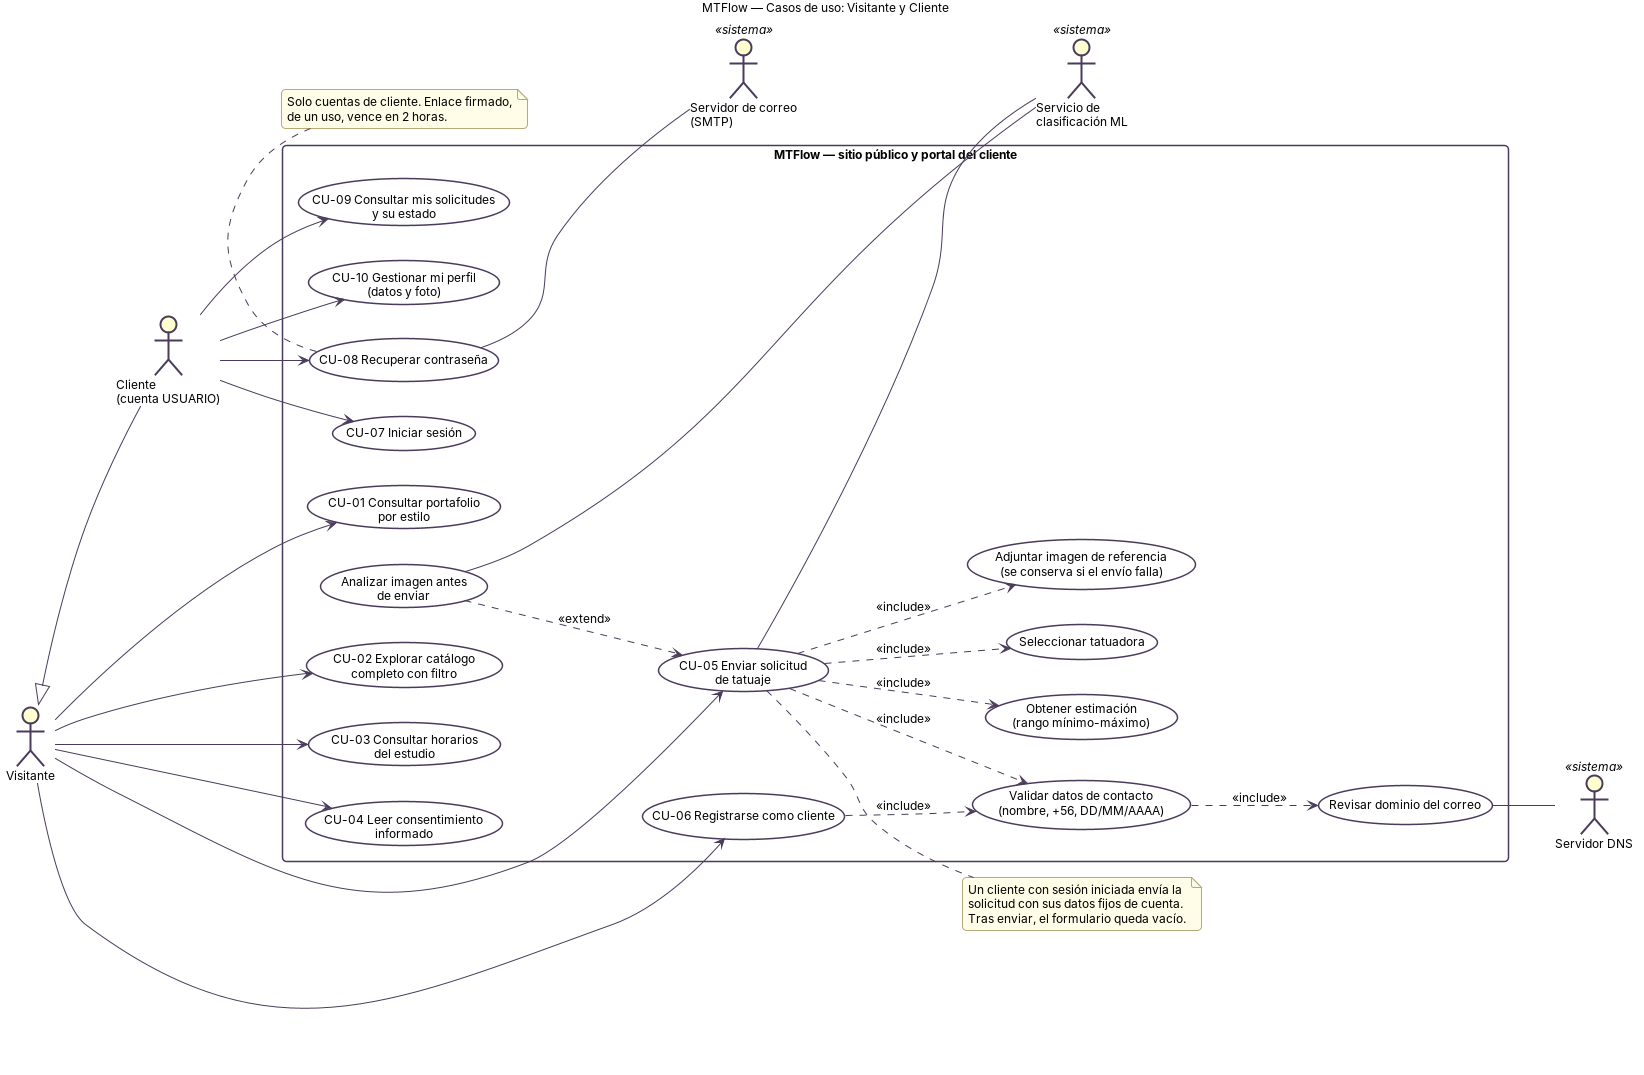 MTFlow — Casos de uso: Visitante y Cliente
«sistema»
Servidor de correo
(SMTP)
«sistema»
Servicio de
clasificación ML
Solo cuentas de cliente. Enlace firmado,
de un uso, vence en 2 horas.
MTFlow — sitio público y portal del cliente
CU-09 Consultar mis solicitudes
y su estado
CU-10 Gestionar mi perfil
(datos y foto)
CU-08 Recuperar contraseña
Cliente
(cuenta USUARIO)
CU-07 Iniciar sesión
CU-01 Consultar portafolio
por estilo
Analizar imagen antes
de enviar
«extend»
CU-02 Explorar catálogo
completo con filtro
CU-05 Enviar solicitud
de tatuaje
«include»
Adjuntar imagen de referencia
(se conserva si el envío falla)
«include»
Seleccionar tatuadora
«include»
Obtener estimación
(rango mínimo-máximo)
«include»
Visitante
CU-03 Consultar horarios
del estudio
CU-04 Leer consentimiento
informado
CU-06 Registrarse como cliente
«include»
Validar datos de contacto
(nombre, +56, DD/MM/AAAA)
«include»
Revisar dominio del correo
«sistema»
Servidor DNS
Un cliente con sesión iniciada envía la
solicitud con sus datos fijos de cuenta.
Tras enviar, el formulario queda vacío.